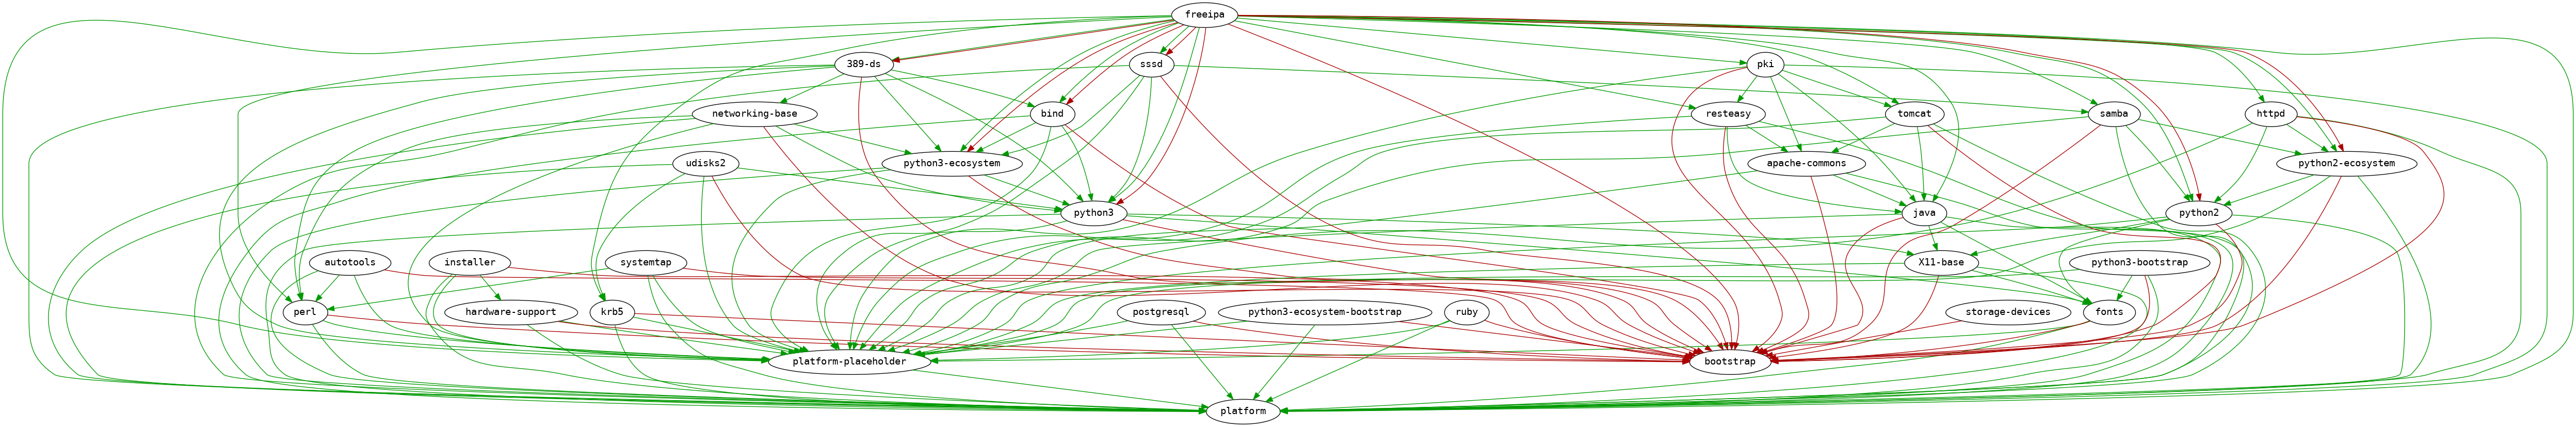 freeipa
389-ds
sssd
pki
networking-base
bind
resteasy
tomcat
samba
httpd
udisks2
python3-ecosystem
apache-commons
python2-ecosystem
python3
java
python2
autotools
installer
systemtap
X11-base
python3-bootstrap
perl
hardware-support
krb5
postgresql
python3-ecosystem-bootstrap
ruby
storage-devices
fonts
platform-placeholder
bootstrap
platform